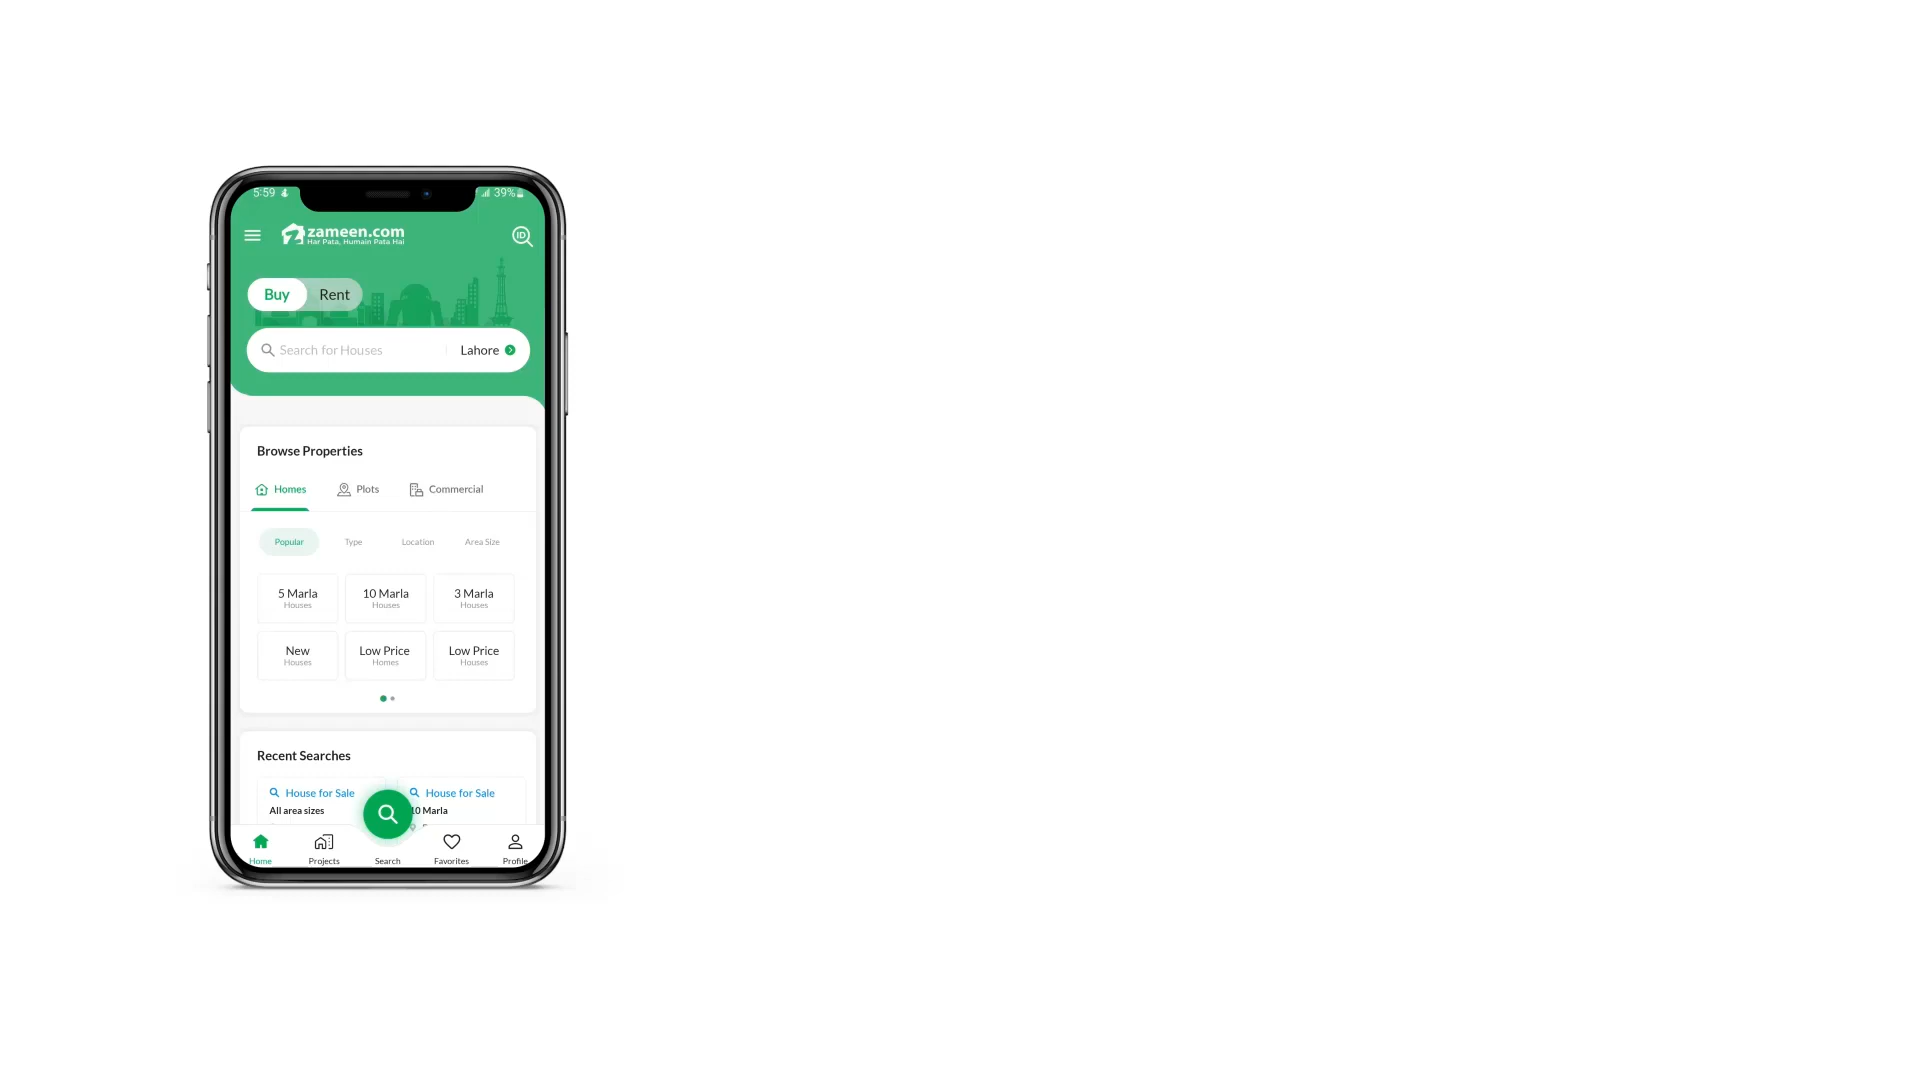 5:59 39%
zameen.com
Har Pata, Humain Pata Hai
ID
Buy Rent
Search for Houses Lahore
Browse Properties
Homes Plots Commercial
Popular Type Location Area Size
5 Marla 10 Marla 3 Marla
Houses Houses Houses
New Low Price Low Price
Houses Homes Houses
Recent Searches
House for Sale House for Sale
All area sizes 10 Marla
Home Projects Search Favorites Profile